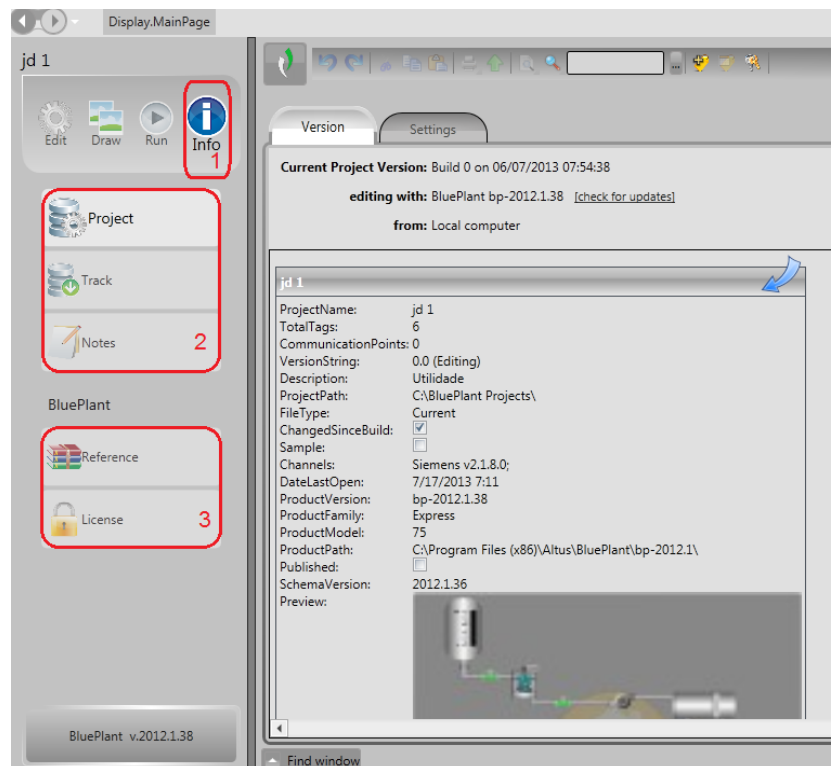 Display.MainPage
jd 1
Edit
Draw
Run
Info
1
Project
Track
Notes
2
BluePlant
Reference
License
3
BluePlant v.2012.1.38
...
Version
Settings
Current Project Version: Build 0 on 06/07/2013 07:54:38
editing with: BluePlant bp-2012.1.38 [check for updates]
from: Local computer
jd 1
ProjectName: jd 1
TotalTags: 6
CommunicationPoints: 0
VersionString: 0.0 (Editing)
Description: Utilidade
ProjectPath: C:\BluePlant Projects\
FileType: Current
ChangedSinceBuild:
Sample:
Channels: Siemens v2.1.8.0;
DateLastOpen: 7/17/2013 7:11
ProductVersion: bp-2012.1.38
ProductFamily: Express
ProductModel: 75
ProductPath: C:\Program Files (x86)\Altus\BluePlant\bp-2012.1\
Published:
SchemaVersion: 2012.1.36
Preview:
Find window